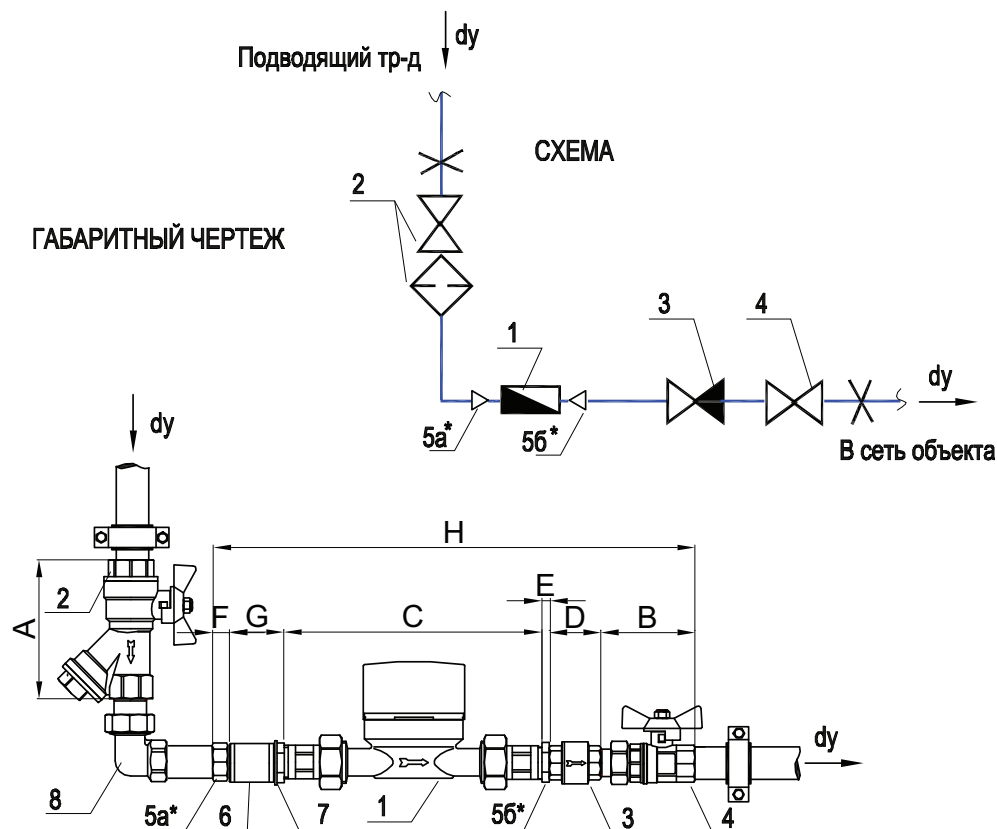 dy
Подводящий тр-д
СХЕМА
2
ГАБАРИТНЫЙ ЧЕРТЕЖ
1
3
4
dy
5а*
5б*
В сеть объекта
dy
H
2
A
F
G
C
E
D
B
dy
8
5а*
6
7
1
5б*
3
4